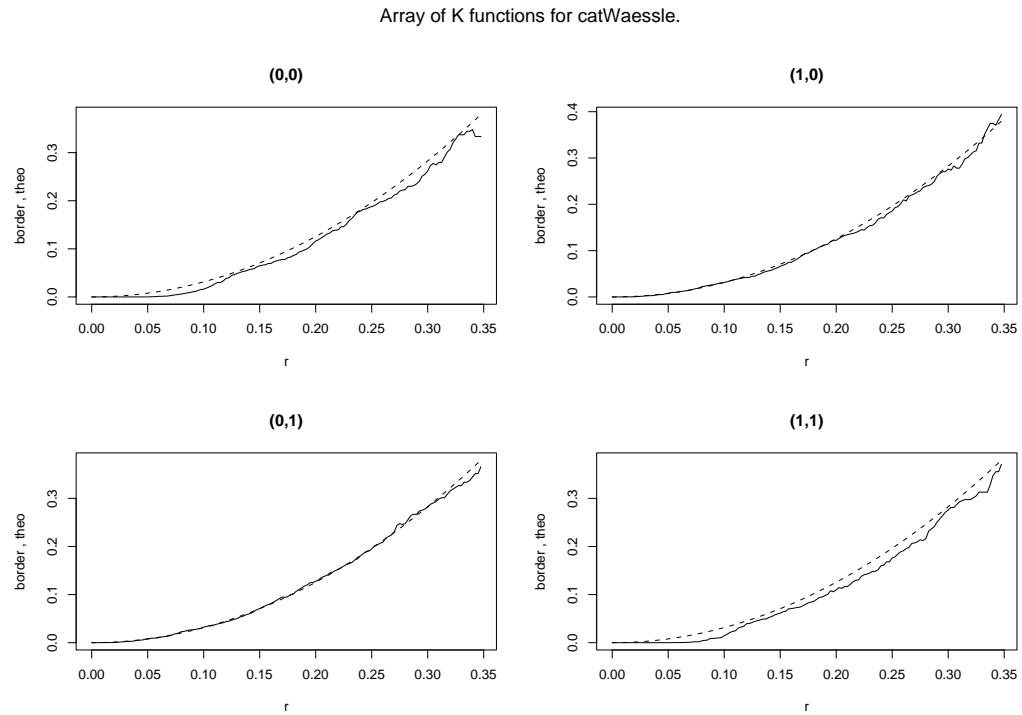 Array of K functions for catWaessle.
(0,0)
0.0 0.1 0.2 0.3
border , theo
0.00 0.05 0.10 0.15 0.20 0.25 0.30 0.35
r
(1,0)
0.0 0.1 0.2 0.3 0.4
border , theo
0.00 0.05 0.10 0.15 0.20 0.25 0.30 0.35
r
(0,1)
0.0 0.1 0.2 0.3
border , theo
0.00 0.05 0.10 0.15 0.20 0.25 0.30 0.35
r
(1,1)
0.0 0.1 0.2 0.3
border , theo
0.00 0.05 0.10 0.15 0.20 0.25 0.30 0.35
r